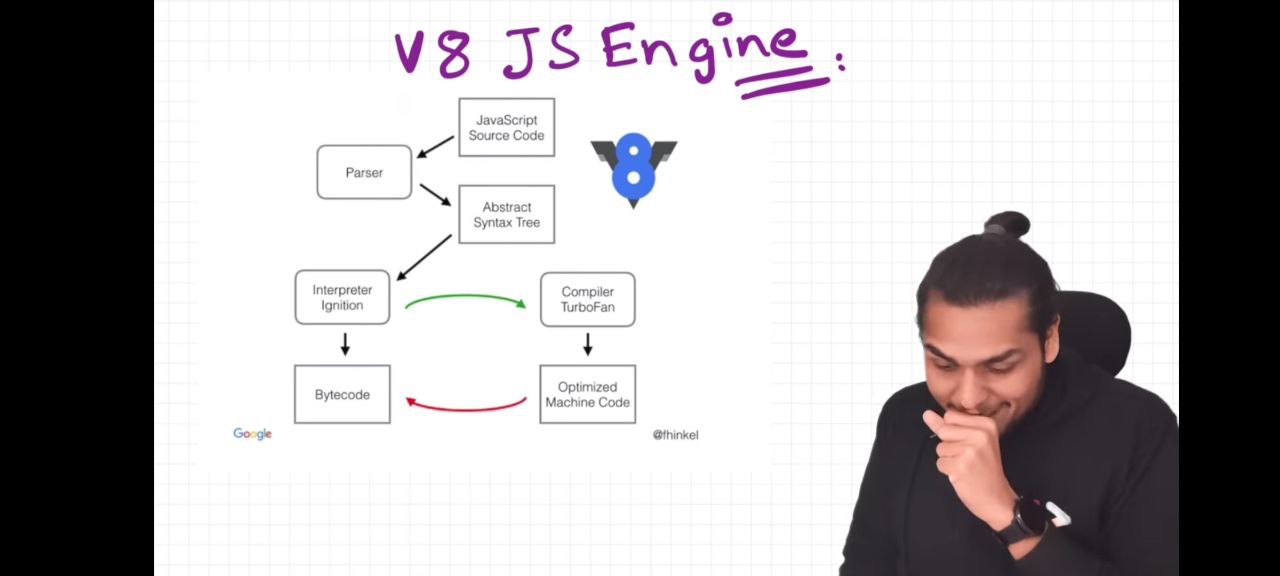 V8 JS Engine:
JavaScript
Source Code
Parser
Abstract
Syntax Tree
Interpreter
Ignition
Compiler
TurboFan
Bytecode
Optimized
Machine Code
Google
@fhinkel